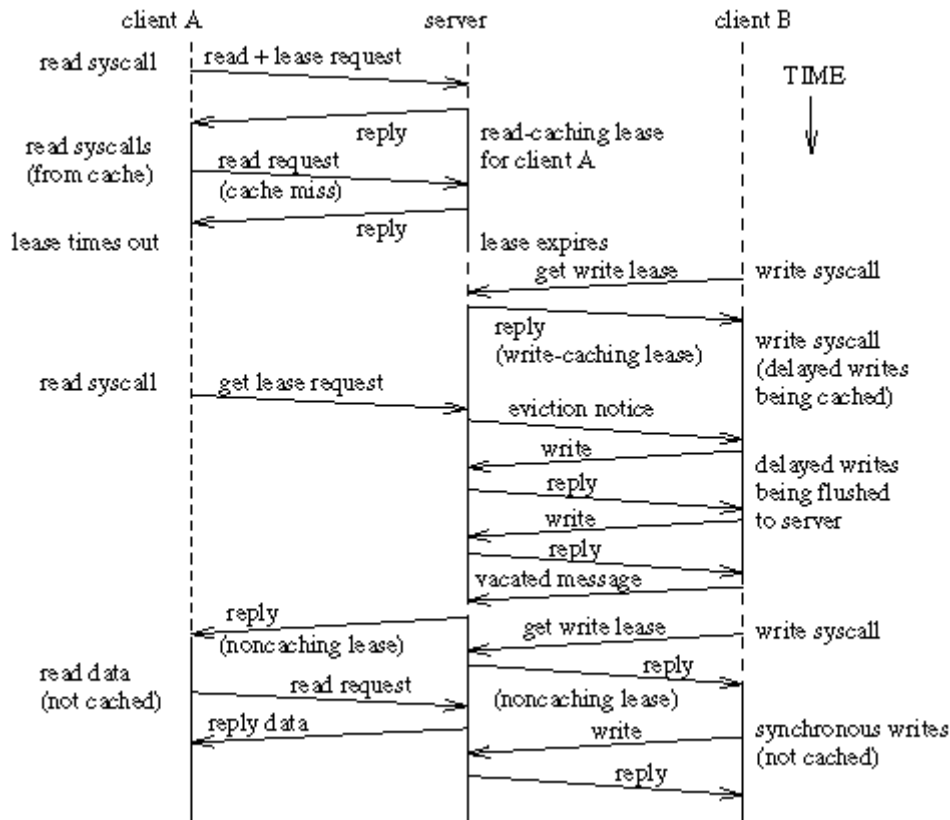 client A
server
client B
read syscall
read + lease request
TIME
reply
read-caching lease
for client A
read syscalls
(from cache)
read request
(cache miss)
reply
lease times out
lease expires
get write lease
write syscall
reply
(write-caching lease)
write syscall
(delayed writes
being cached)
read syscall
get lease request
eviction notice
write
delayed writes
being flushed
to server
reply
write
reply
vacated message
reply
(noncaching lease)
get write lease
write syscall
reply
(noncaching lease)
read data
(not cached)
read request
reply data
write
synchronous writes
(not cached)
reply